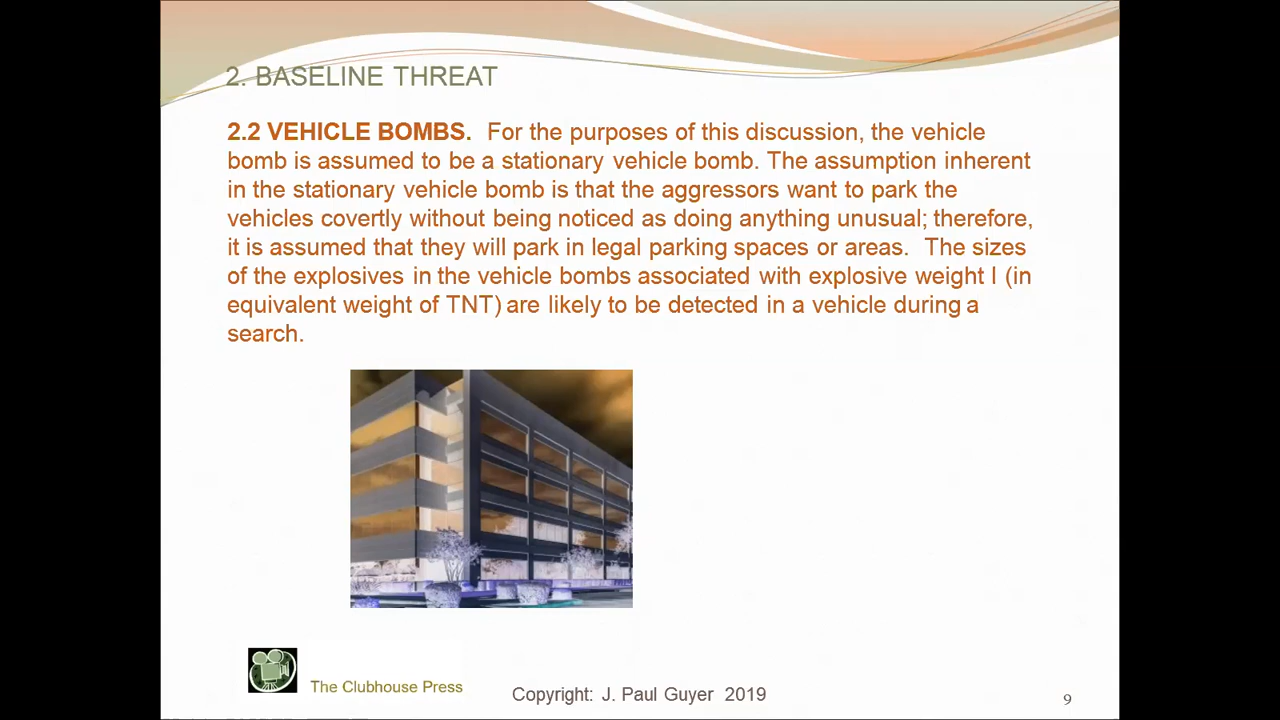 2. BASELINE THREAT
2.2 VEHICLE BOMBS. For the purposes of this discussion, the vehicle
bomb is assumed to be a stationary vehicle bomb. The assumption inherent
in the stationary vehicle bomb is that the aggressors want to park the
vehicles covertly without being noticed as doing anything unusual; therefore,
it is assumed that they will park in legal parking spaces or areas. The sizes
of the explosives in the vehicle bombs associated with explosive weight I (in
equivalent weight of TNT) are likely to be detected in a vehicle during a
search.
The Clubhouse Press
Copyright: J. Paul Guyer 2019
9